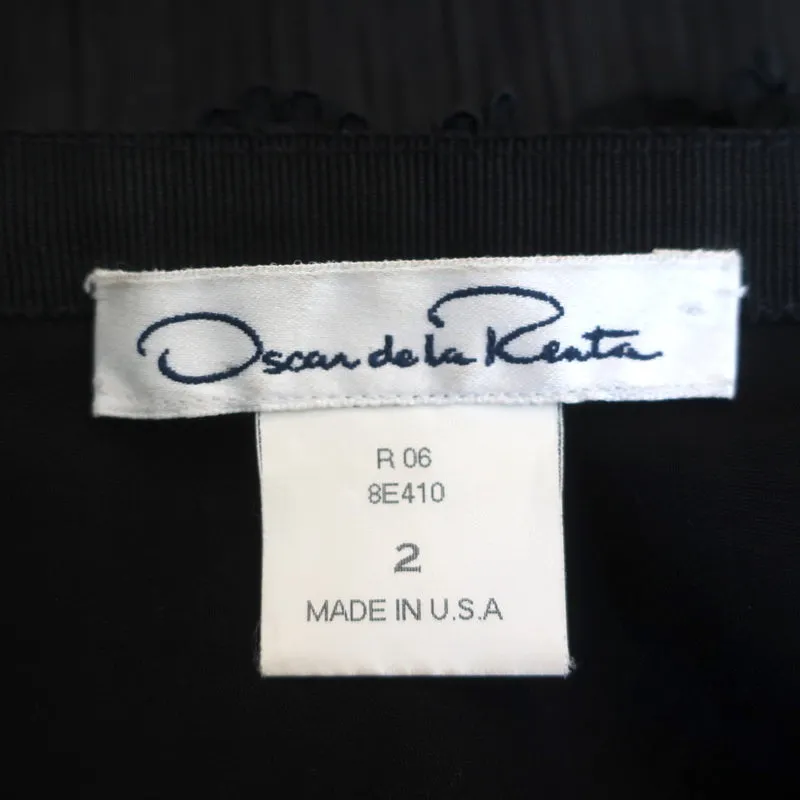 Oscar de la Renta
R 06
8E410
2
MADE IN U.S.A